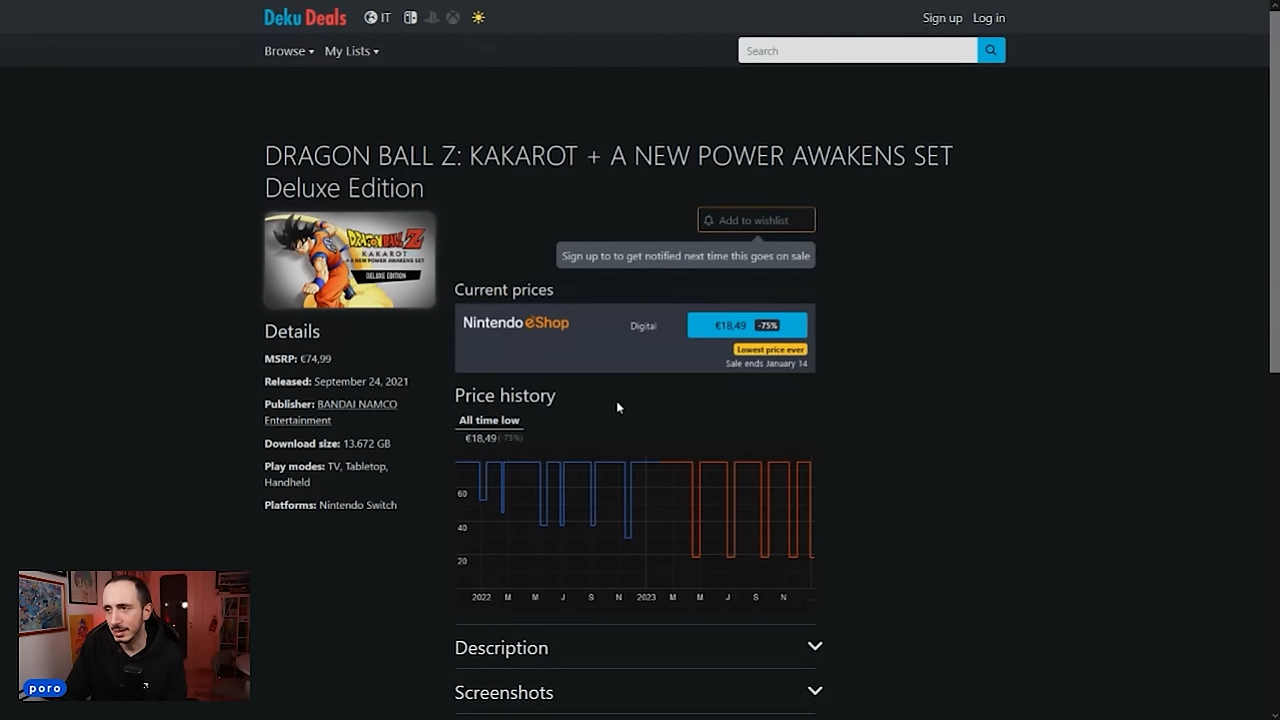 Deku Deals
IT
Sign up
Log in
Browse
My Lists
Search
DRAGON BALL Z: KAKAROT + A NEW POWER AWAKENS SET
Deluxe Edition
Add to wishlist
Sign up to to get notified next time this goes on sale
DRAGON BALL Z
KAKAROT
+ A NEW POWER AWAKENS SET
DELUXE EDITION
Current prices
Nintendo eShop
Digital
€18,49 -75%
Lowest price ever
Sale ends January 14
Details
MSRP: €74,99
Released: September 24, 2021
Publisher: BANDAI NAMCO
Entertainment
Download size: 13.672 GB
Play modes: TV, Tabletop,
Handheld
Platforms: Nintendo Switch
Price history
All time low
€18,49 (-75%)
60
40
20
2022 M M J S N 2023 M M J S N
Description
Screenshots
poro